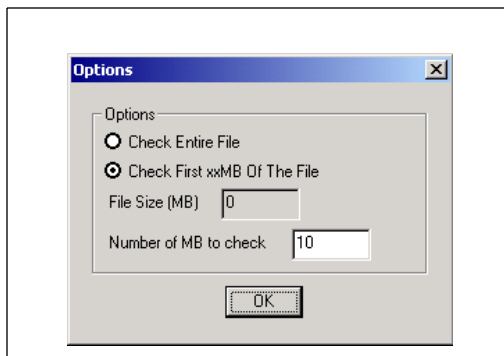 Options
Options
Check Entire File
Check First xxMB Of The File
File Size (MB) 0
Number of MB to check 10
OK